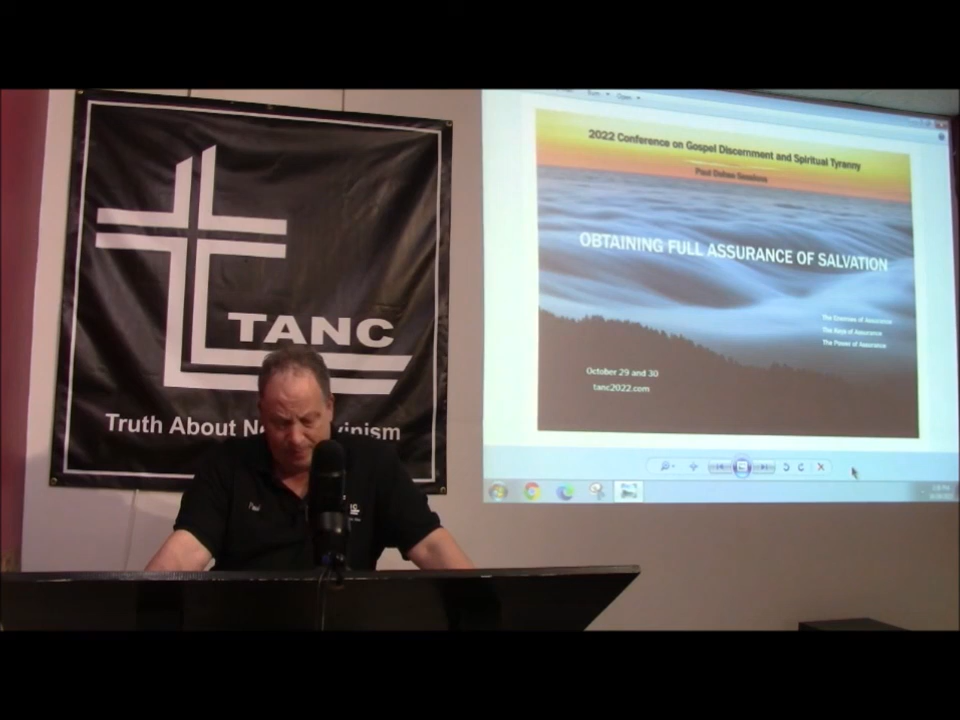 TANC
Truth About N vinism
Paul
2022 Conference on Gospel Discernment and Spiritual Tyranny
Paul Dohse Sessions
OBTAINING FULL ASSURANCE OF SALVATION
The Enemies of Assurance
The Keys of Assurance
The Power of Assurance
October 29 and 30
tanc2022.com